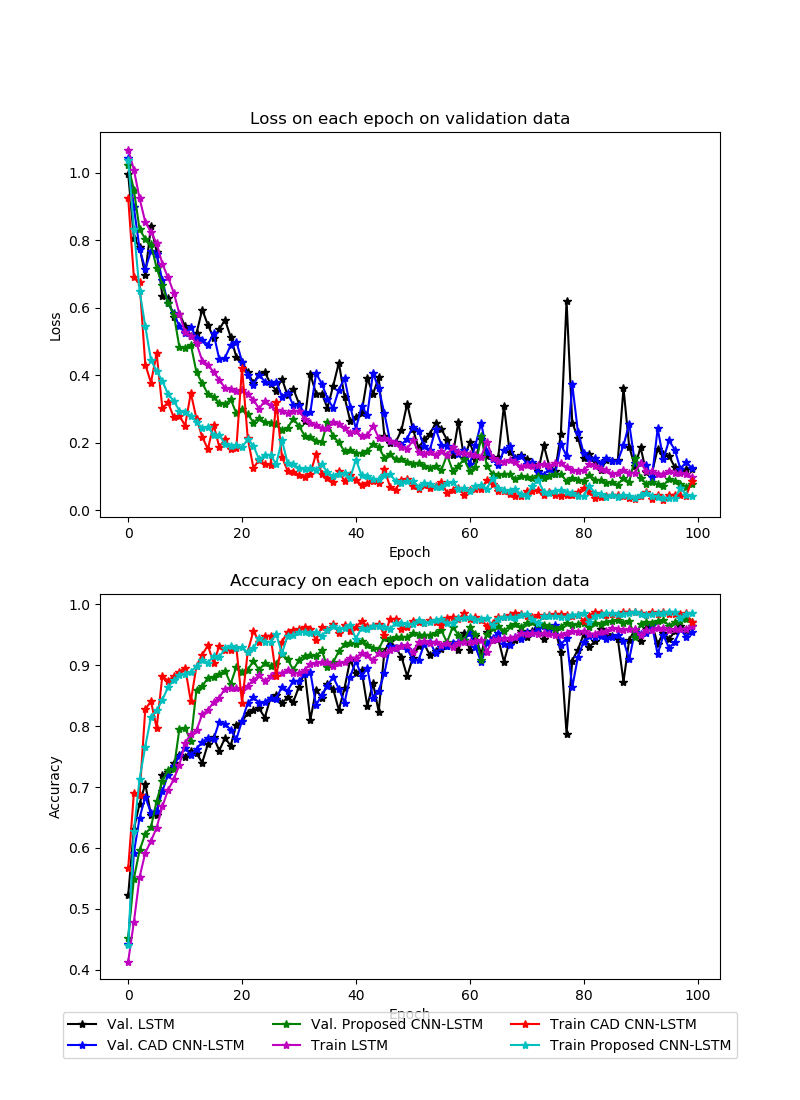 Loss on each epoch on validation data
1.0
0.8
0.6
0.4
0.2
0.0
Loss
0 20 40 60 80 100
Epoch
Accuracy on each epoch on validation data
1.0
0.9
0.8
0.7
0.6
0.5
0.4
Accuracy
0 20 40 60 80 100
Epoch
Val. LSTM Val. Proposed CNN-LSTM Train CAD CNN-LSTM
Val. CAD CNN-LSTM Train LSTM Train Proposed CNN-LSTM